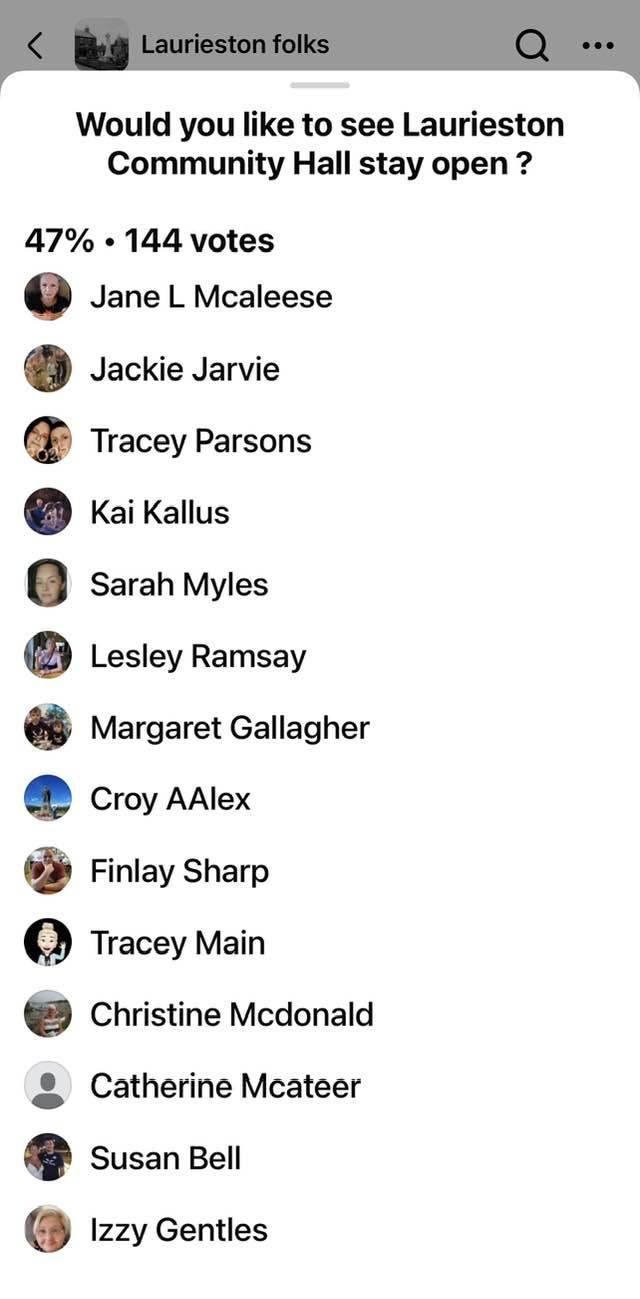 Laurieston folks
Would you like to see Laurieston
Community Hall stay open ?
47% • 144 votes
Jane L Mcaleese
Jackie Jarvie
Tracey Parsons
Kai Kallus
Sarah Myles
Lesley Ramsay
Margaret Gallagher
Croy AAlex
Finlay Sharp
Tracey Main
Christine Mcdonald
Catherine Mcateer
Susan Bell
Izzy Gentles